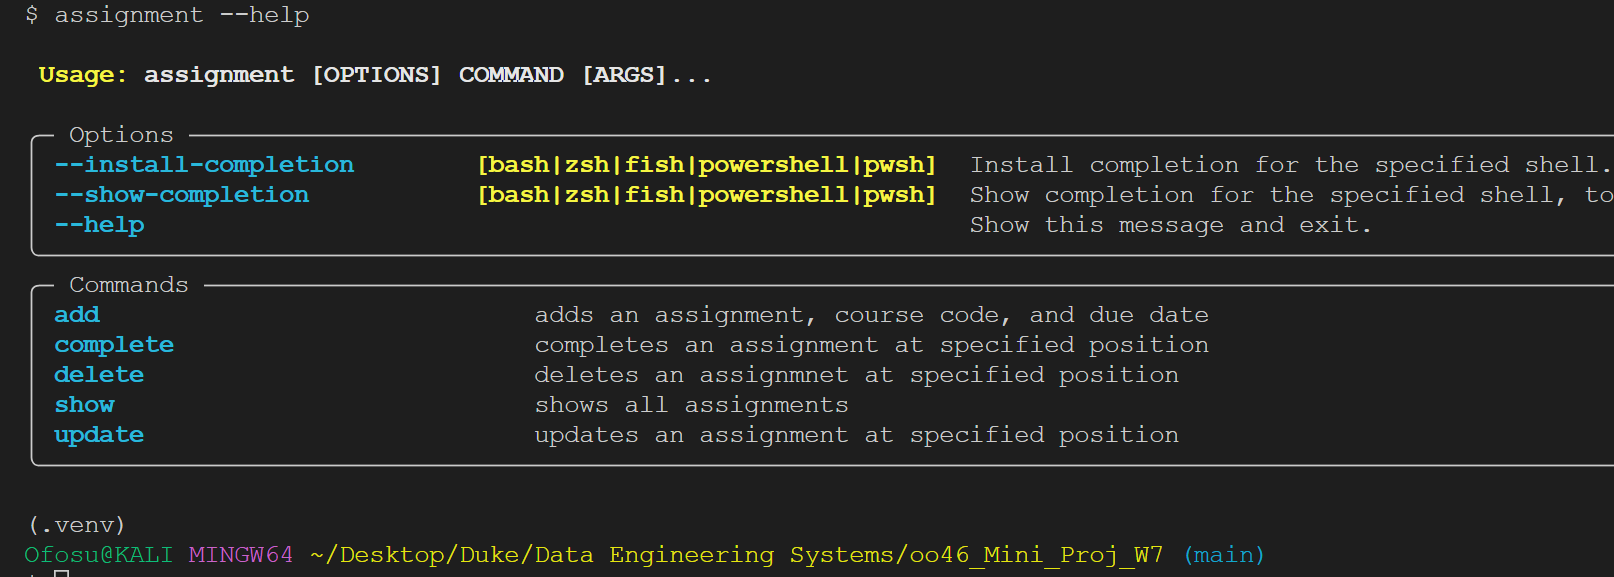 $ assignment --help
Usage: assignment [OPTIONS] COMMAND [ARGS]...
Options
--install-completion [bash|zsh|fish|powershell|pwsh] Install completion for the specified shell.
--show-completion [bash|zsh|fish|powershell|pwsh] Show completion for the specified shell, to
--help Show this message and exit.
Commands
add adds an assignment, course code, and due date
complete completes an assignment at specified position
delete deletes an assignmnet at specified position
show shows all assignments
update updates an assignment at specified position
(.venv)
Ofosu@KALI MINGW64 ~/Desktop/Duke/Data Engineering Systems/oo46_Mini_Proj_W7 (main)